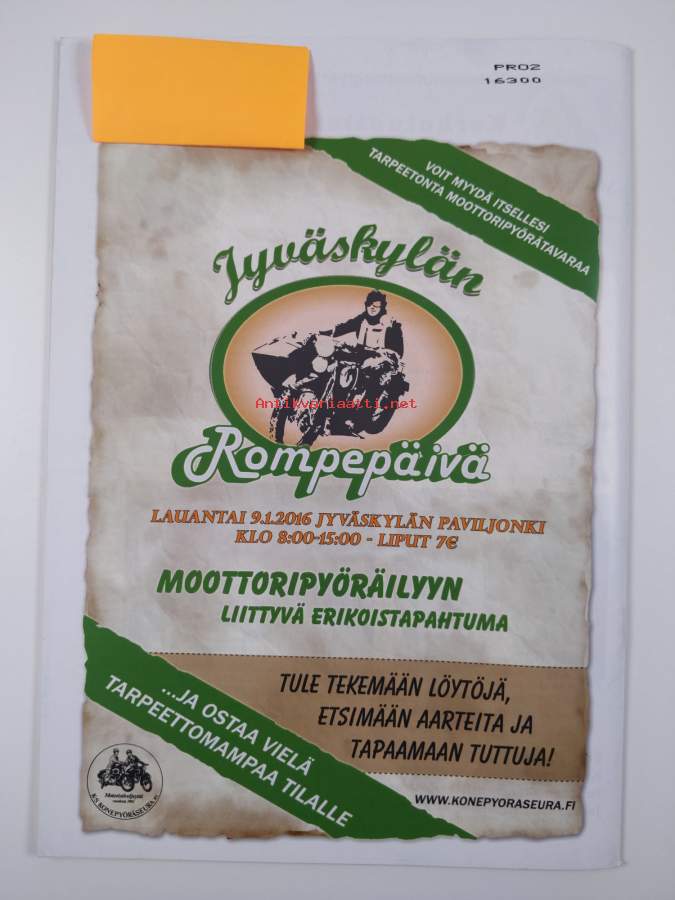 PRO2
16300
VOIT MYYDÄ ITSELLESI
TARPEETONTA MOOTTORIPYÖRÄTAVARAA
Jyväskylän
Antikvariaatti.net
Rompepäivä
LAUANTAI 9.1.2016 JYVÄSKYLÄN PAVILJONKI
KLO 8:00-15:00 - LIPUT 7€
MOOTTORIPYÖRÄILYYN
LIITTYVÄ ERIKOISTAPAHTUMA
TULE TEKEMÄÄN LÖYTÖJÄ,
ETSIMÄÄN AARTEITA JA
TAPAAMAAN TUTTUJA!
...JA OSTAA VIELÄ
TARPEETTOMAMPAA TILALLE
K-S KONEPYÖRÄSEURA
WWW.KONEPYORASEURA.FI